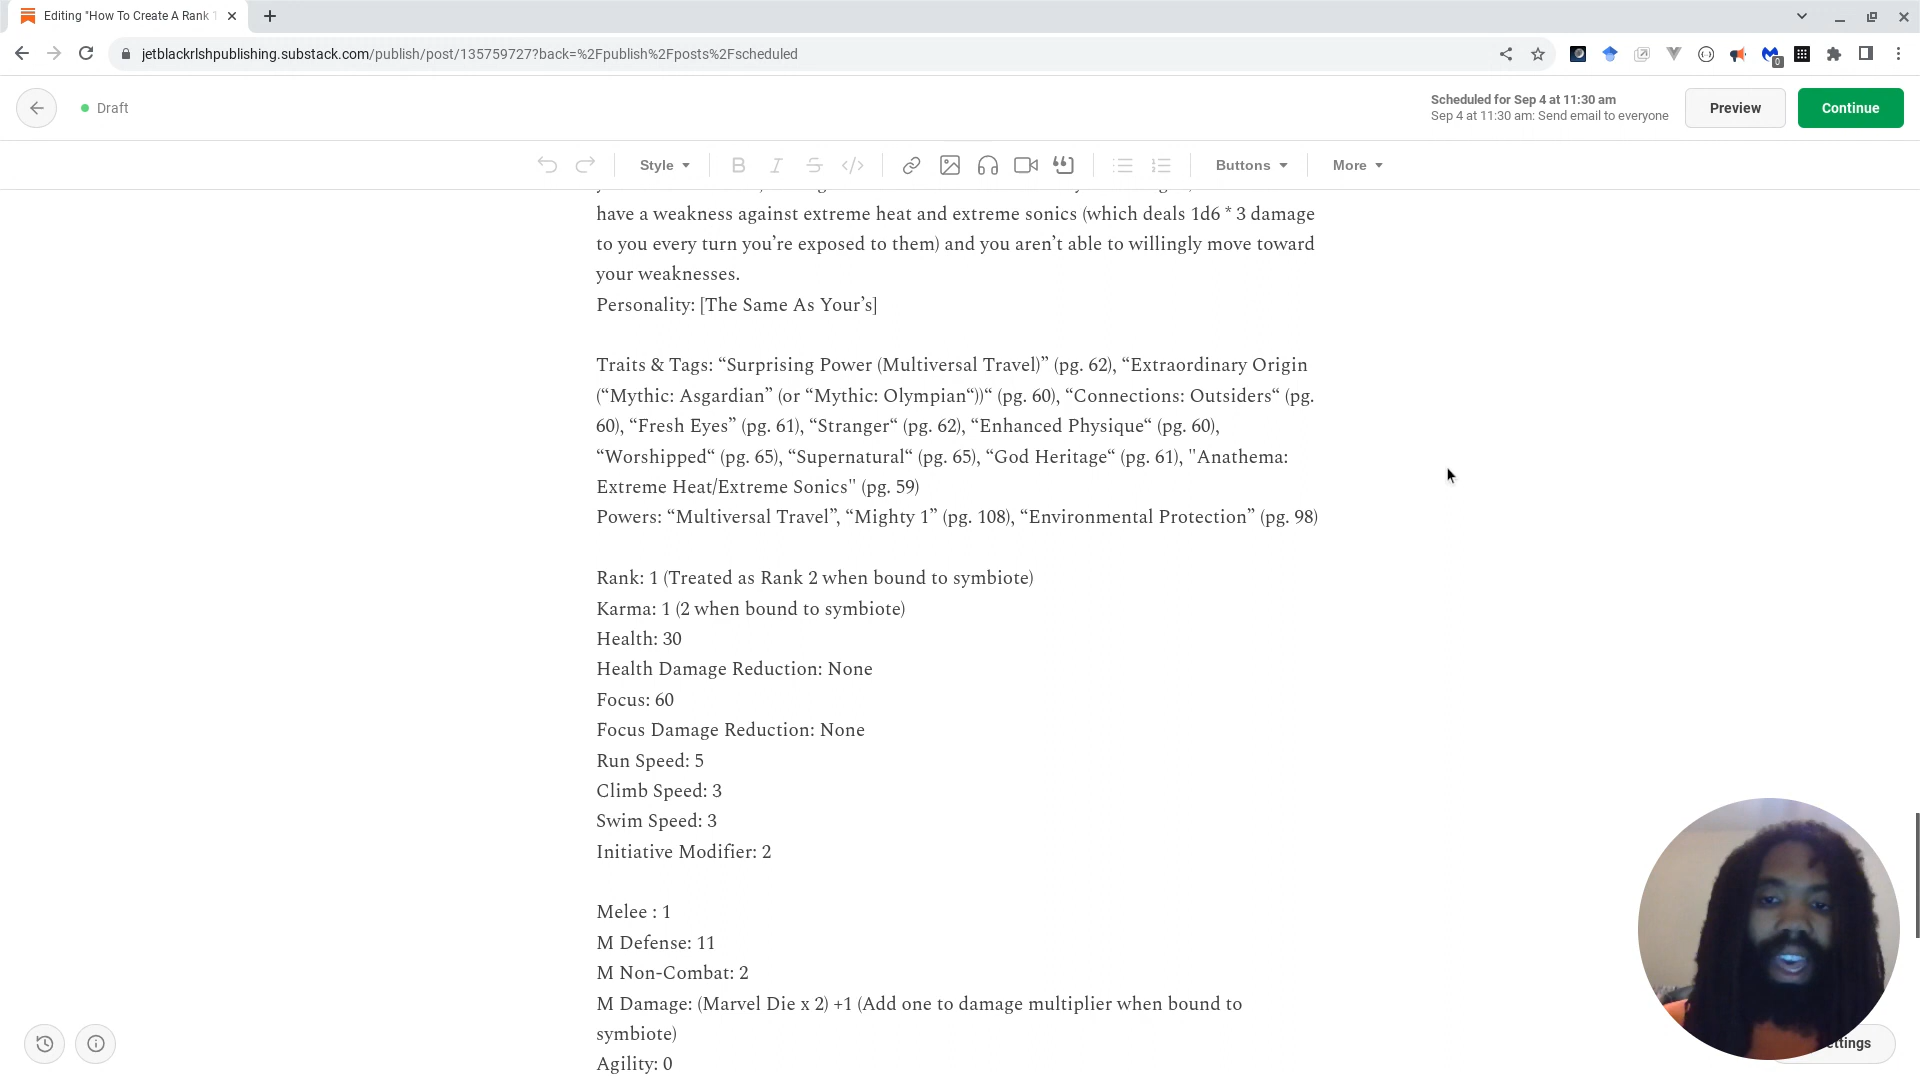 Editing "How To Create A Rank
jetblackrlshpublishing.substack.com/publish/post/135759727?back=%2Fpublish%2Fposts%2Fscheduled
0
Draft
Scheduled for Sep 4 at 11:30 am
Sep 4 at 11:30 am: Send email to everyone
Preview
Continue
Style
B
I
S
</>
Buttons
More
have a weakness against extreme heat and extreme sonics (which deals 1d6 * 3 damage
to you every turn you’re exposed to them) and you aren’t able to willingly move toward
your weaknesses.
Personality: [The Same As Your’s]
Traits & Tags: “Surprising Power (Multiversal Travel)” (pg. 62), “Extraordinary Origin
(“Mythic: Asgardian” (or “Mythic: Olympian“))“ (pg. 60), “Connections: Outsiders“ (pg.
60), “Fresh Eyes” (pg. 61), “Stranger“ (pg. 62), “Enhanced Physique“ (pg. 60),
“Worshipped“ (pg. 65), “Supernatural“ (pg. 65), “God Heritage“ (pg. 61), "Anathema:
Extreme Heat/Extreme Sonics" (pg. 59)
Powers: “Multiversal Travel”, “Mighty 1” (pg. 108), “Environmental Protection” (pg. 98)
Rank: 1 (Treated as Rank 2 when bound to symbiote)
Karma: 1 (2 when bound to symbiote)
Health: 30
Health Damage Reduction: None
Focus: 60
Focus Damage Reduction: None
Run Speed: 5
Climb Speed: 3
Swim Speed: 3
Initiative Modifier: 2
Melee : 1
M Defense: 11
M Non-Combat: 2
M Damage: (Marvel Die x 2) +1 (Add one to damage multiplier when bound to
symbiote)
Agility: 0